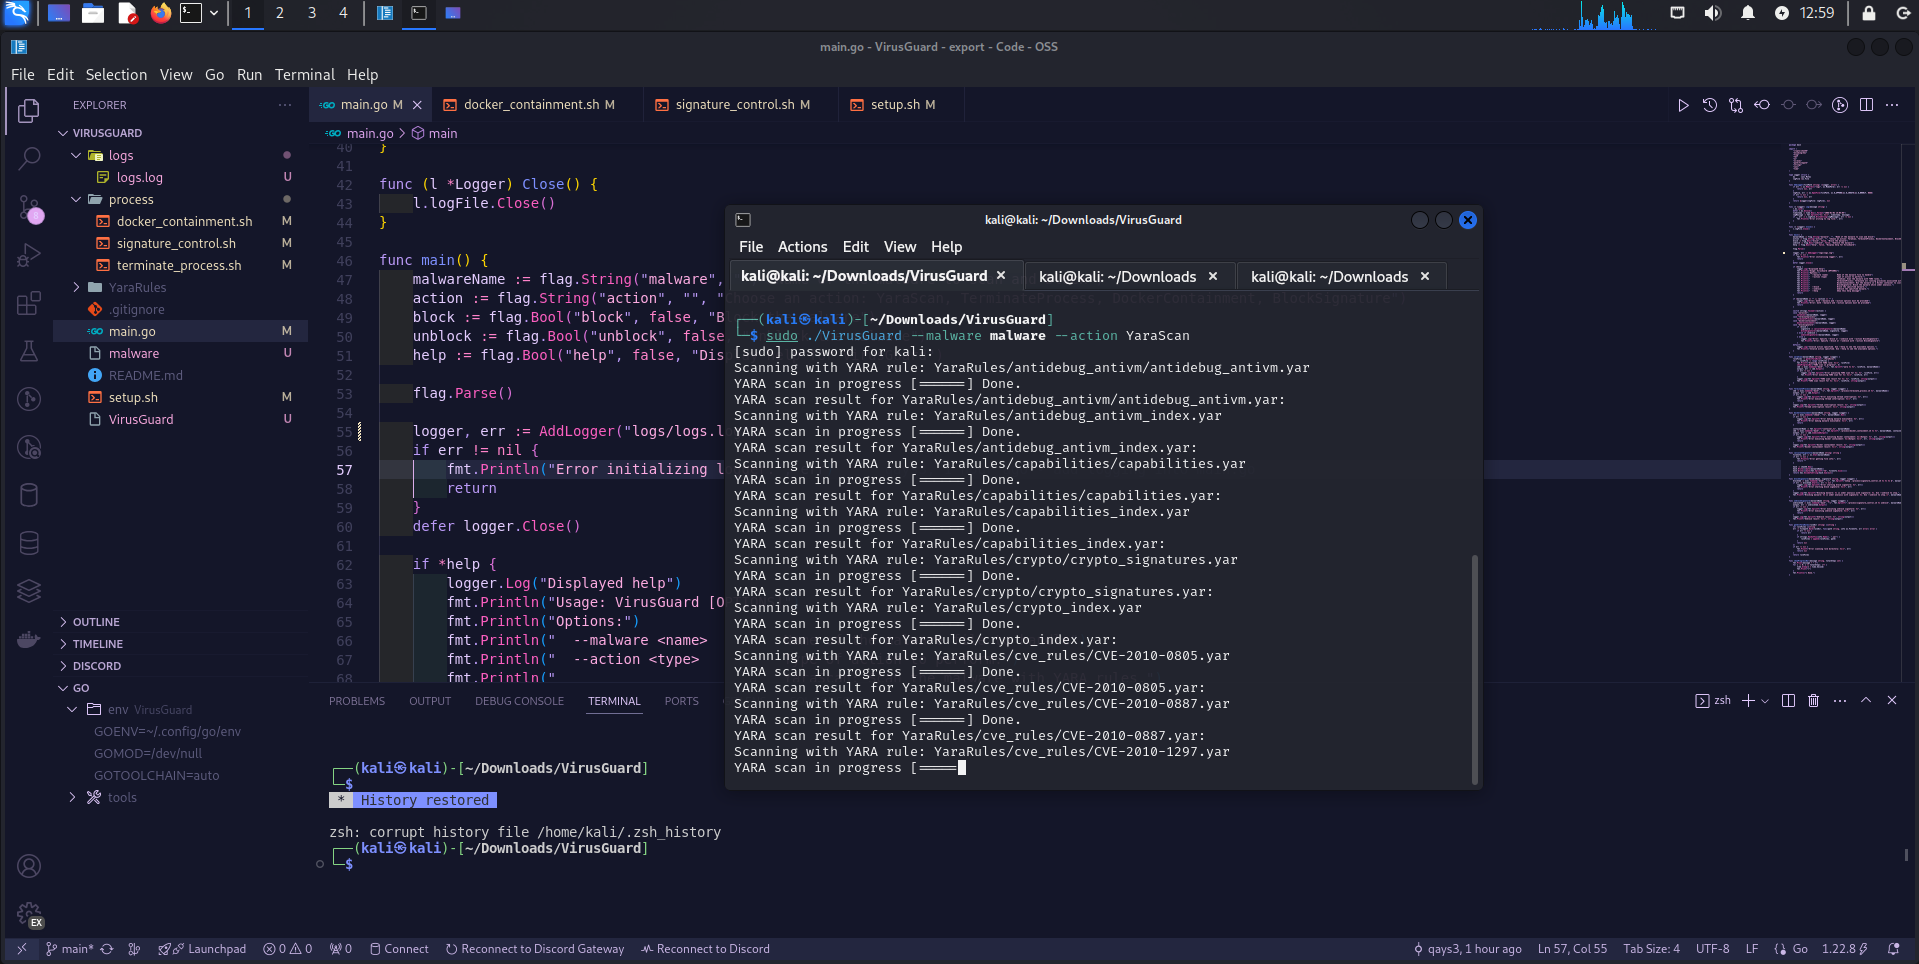 1 2 3 4
12:59
main.go - VirusGuard - export - Code - OSS
File Edit Selection View Go Run Terminal Help
EXPLORER
VIRUSGUARD
logs
logs.log U
process
docker_containment.sh M
signature_control.sh M
terminate_process.sh M
YaraRules
.gitignore
main.go M
malware U
README.md
setup.sh M
VirusGuard U
OUTLINE
TIMELINE
DISCORD
GO
env VirusGuard
GOENV=~/.config/go/env
GOMOD=/dev/null
GOTOOLCHAIN=auto
tools
main.go M docker_containment.sh M signature_control.sh M setup.sh M
main.go > main
40 }
41
42 func (l *Logger) Close() {
43 l.logFile.Close()
44 }
45
46 func main() {
47 malwareName := flag.String("malware",
48 action := flag.String("action", "", "
49 block := flag.Bool("block", false, "B
50 unblock := flag.Bool("unblock", false
51 help := flag.Bool("help", false, "Dis
52
53 flag.Parse()
54
55 logger, err := AddLogger("logs/logs.l
56 if err != nil {
57 fmt.Println("Error initializing l
58 return
59 }
60 defer logger.Close()
61
62 if *help {
63 logger.Log("Displayed help")
64 fmt.Println("Usage: VirusGuard [O
65 fmt.Println("Options:")
66 fmt.Println("  --malware <name>
67 fmt.Println("  --action <type>
68 fmt.Println("
PROBLEMS OUTPUT DEBUG CONSOLE TERMINAL PORTS
zsh
┌──(kali㉿kali)-[~/Downloads/VirusGuard]
└─$
* History restored
zsh: corrupt history file /home/kali/.zsh_history
┌──(kali㉿kali)-[~/Downloads/VirusGuard]
└─$
kali@kali: ~/Downloads/VirusGuard
File Actions Edit View Help
kali@kali: ~/Downloads/VirusGuard × kali@kali: ~/Downloads × kali@kali: ~/Downloads ×
┌──(kali㉿kali)-[~/Downloads/VirusGuard]
└─$ sudo ./VirusGuard --malware malware --action YaraScan
[sudo] password for kali:
Scanning with YARA rule: YaraRules/antidebug_antivm/antidebug_antivm.yar
YARA scan in progress [======] Done.
YARA scan result for YaraRules/antidebug_antivm/antidebug_antivm.yar:
Scanning with YARA rule: YaraRules/antidebug_antivm_index.yar
YARA scan in progress [======] Done.
YARA scan result for YaraRules/antidebug_antivm_index.yar:
Scanning with YARA rule: YaraRules/capabilities/capabilities.yar
YARA scan in progress [======] Done.
YARA scan result for YaraRules/capabilities/capabilities.yar:
Scanning with YARA rule: YaraRules/capabilities_index.yar
YARA scan in progress [======] Done.
YARA scan result for YaraRules/capabilities_index.yar:
Scanning with YARA rule: YaraRules/crypto/crypto_signatures.yar
YARA scan in progress [======] Done.
YARA scan result for YaraRules/crypto/crypto_signatures.yar:
Scanning with YARA rule: YaraRules/crypto_index.yar
YARA scan in progress [======] Done.
YARA scan result for YaraRules/crypto_index.yar:
Scanning with YARA rule: YaraRules/cve_rules/CVE-2010-0805.yar
YARA scan in progress [======] Done.
YARA scan result for YaraRules/cve_rules/CVE-2010-0805.yar:
Scanning with YARA rule: YaraRules/cve_rules/CVE-2010-0887.yar
YARA scan in progress [======] Done.
YARA scan result for YaraRules/cve_rules/CVE-2010-0887.yar:
Scanning with YARA rule: YaraRules/cve_rules/CVE-2010-1297.yar
YARA scan in progress [=====
EX
main* Launchpad 0 0 0 Connect Reconnect to Discord Gateway Reconnect to Discord qays3, 1 hour ago Ln 57, Col 55 Tab Size: 4 UTF-8 LF Go 1.22.8